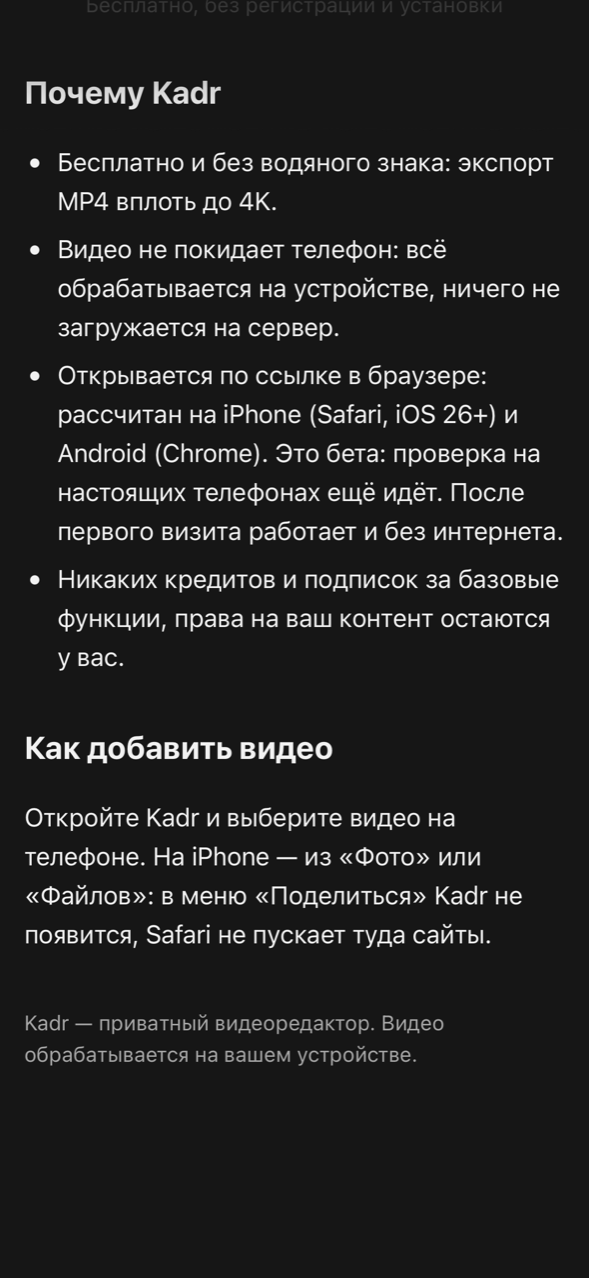 Бесплатно, без регистрации и установки
Почему Kadr
• Бесплатно и без водяного знака: экспорт
MP4 вплоть до 4K.
• Видео не покидает телефон: всё
обрабатывается на устройстве, ничего не
загружается на сервер.
• Открывается по ссылке в браузере:
рассчитан на iPhone (Safari, iOS 26+) и
Android (Chrome). Это бета: проверка на
настоящих телефонах ещё идёт. После
первого визита работает и без интернета.
• Никаких кредитов и подписок за базовые
функции, права на ваш контент остаются
у вас.
Как добавить видео
Откройте Kadr и выберите видео на
телефоне. На iPhone — из «Фото» или
«Файлов»: в меню «Поделиться» Kadr не
появится, Safari не пускает туда сайты.
Kadr — приватный видеоредактор. Видео
обрабатывается на вашем устройстве.